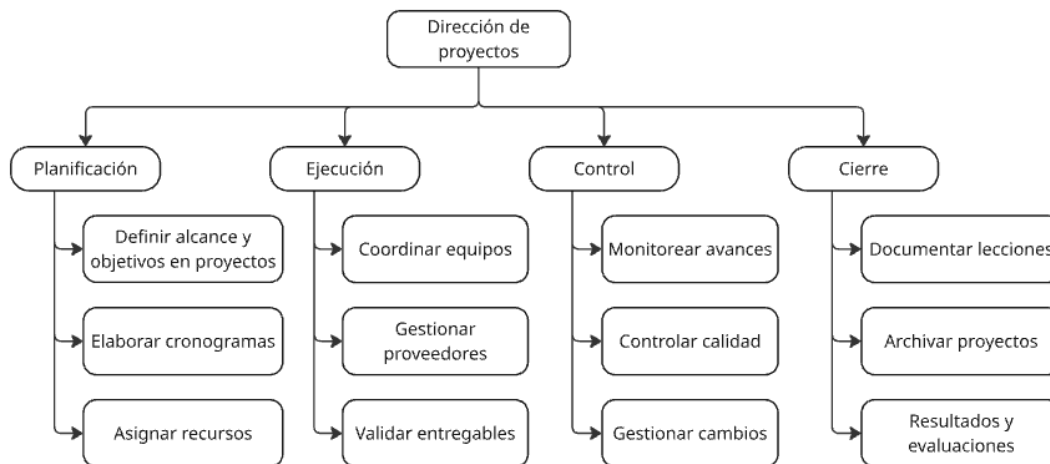 Dirección de
proyectos
Planificación
Ejecución
Control
Cierre
Definir alcance y
objetivos en proyectos
Coordinar equipos
Monitorear avances
Documentar lecciones
Elaborar cronogramas
Gestionar
proveedores
Controlar calidad
Archivar proyectos
Asignar recursos
Validar entregables
Gestionar cambios
Resultados y
evaluaciones